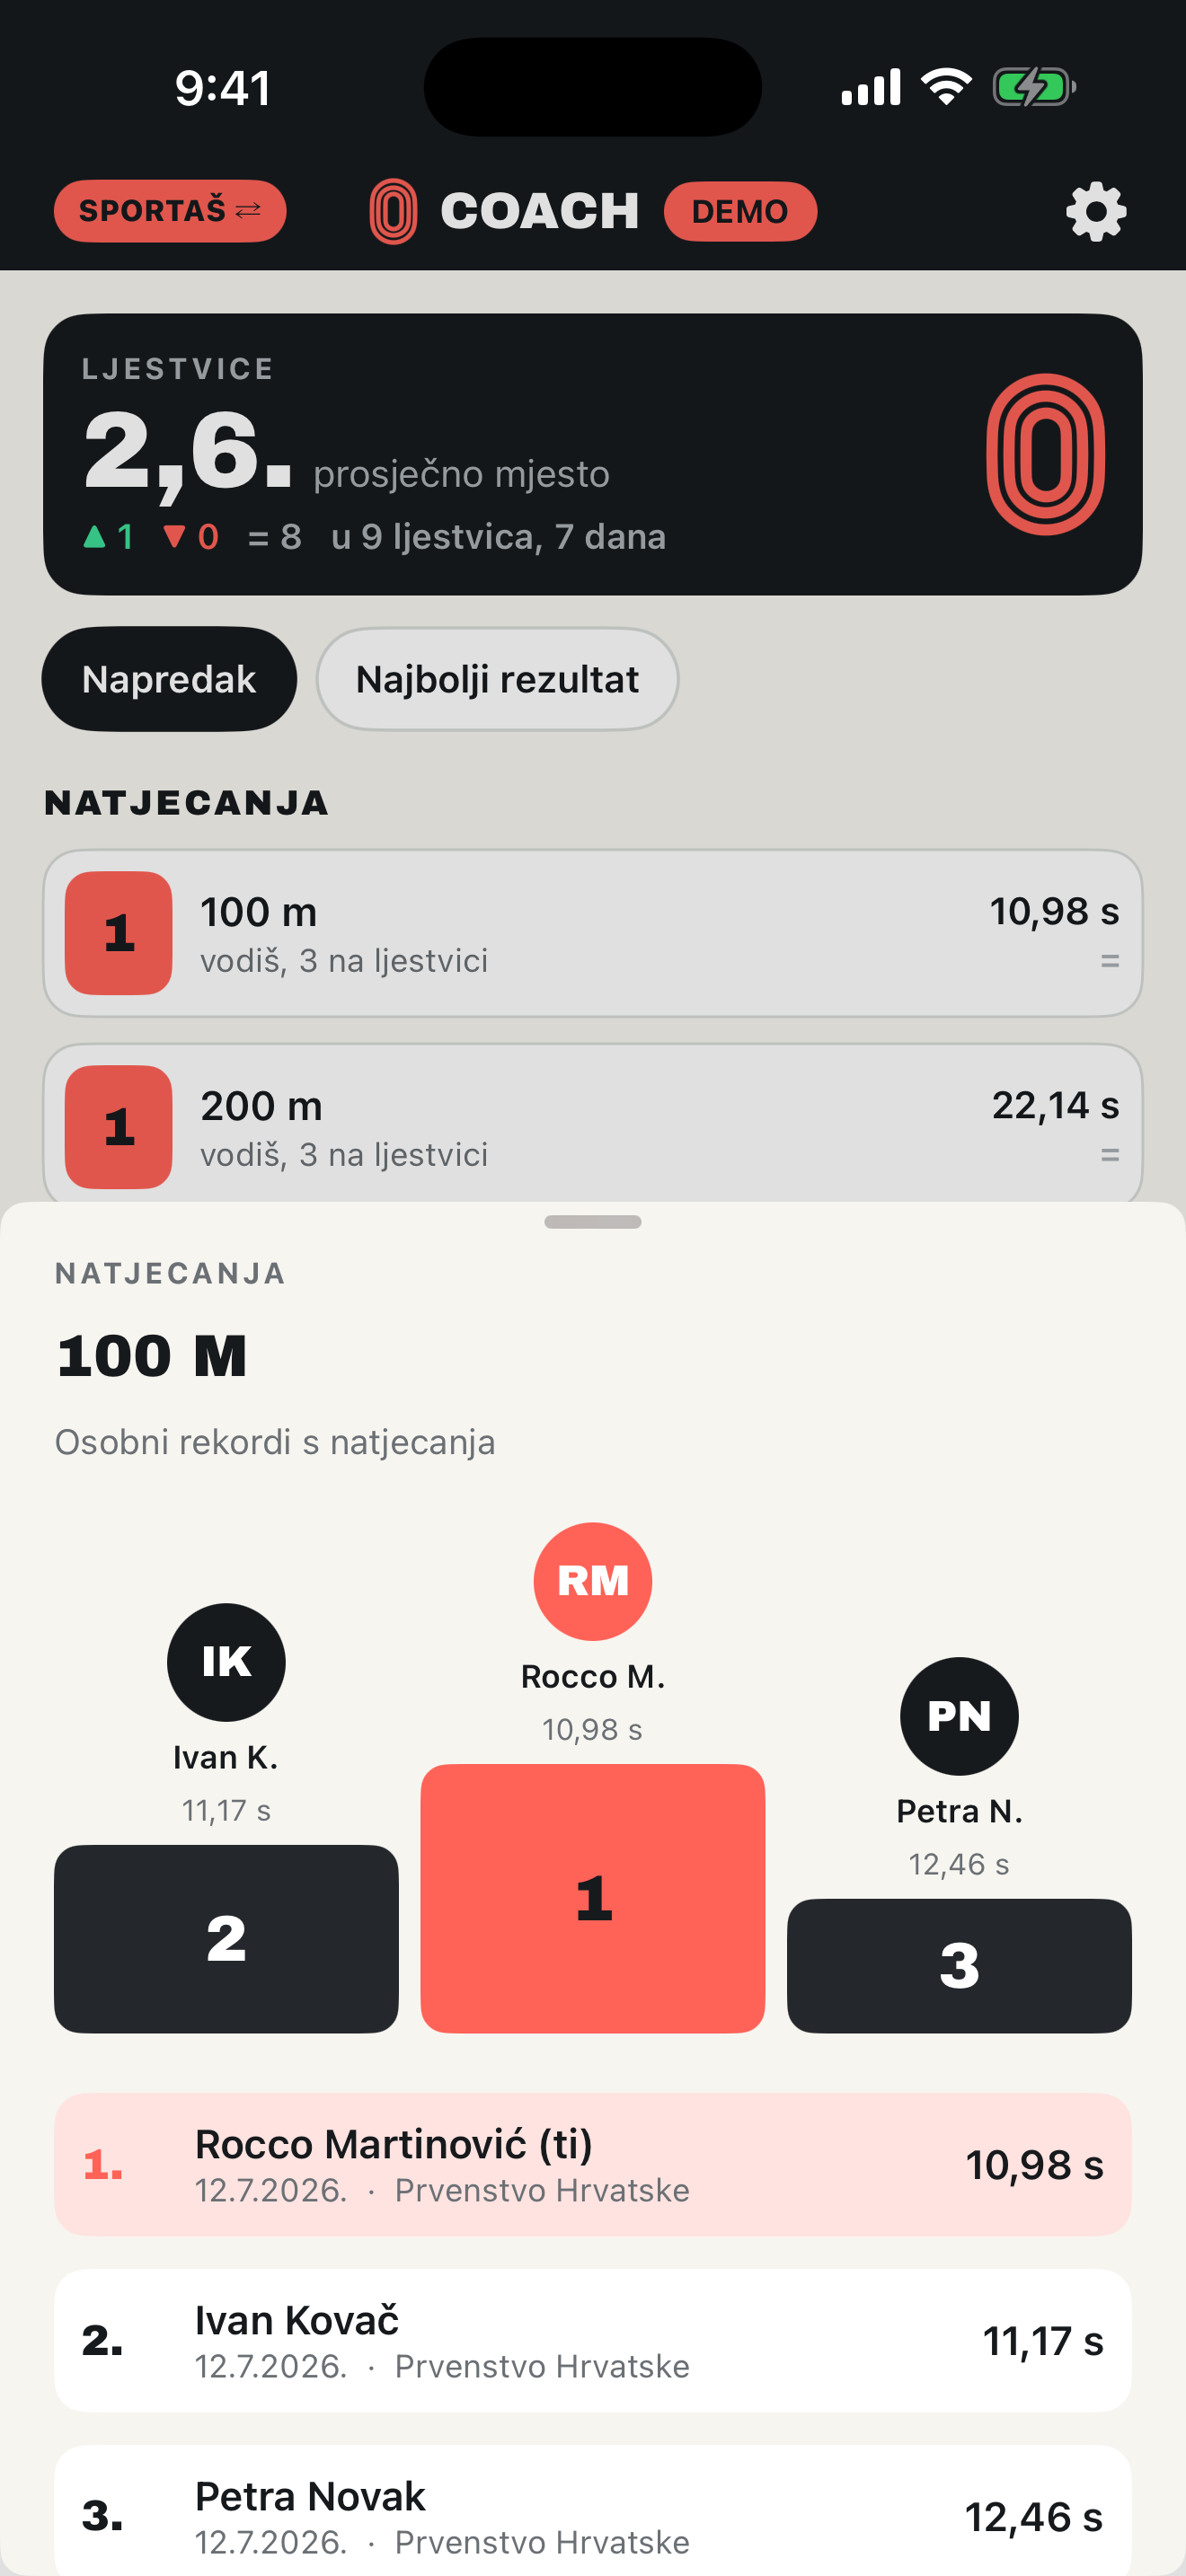 9:41
SPORTAŠ ⇄ COACH DEMO
LJESTVICE
2,6. prosječno mjesto
▲ 1 ▼ 0 = 8 u 9 ljestvica, 7 dana
Napredak Najbolji rezultat
NATJECANJA
1 100 m 10,98 s
vodiš, 3 na ljestvici =
1 200 m 22,14 s
vodiš, 3 na ljestvici =
NATJECANJA
100 M
Osobni rekordi s natjecanja
RM
Rocco M.
10,98 s
1
IK
Ivan K.
11,17 s
2
PN
Petra N.
12,46 s
3
1. Rocco Martinović (ti) 10,98 s
12.7.2026. · Prvenstvo Hrvatske
2. Ivan Kovač 11,17 s
12.7.2026. · Prvenstvo Hrvatske
3. Petra Novak 12,46 s
12.7.2026. · Prvenstvo Hrvatske